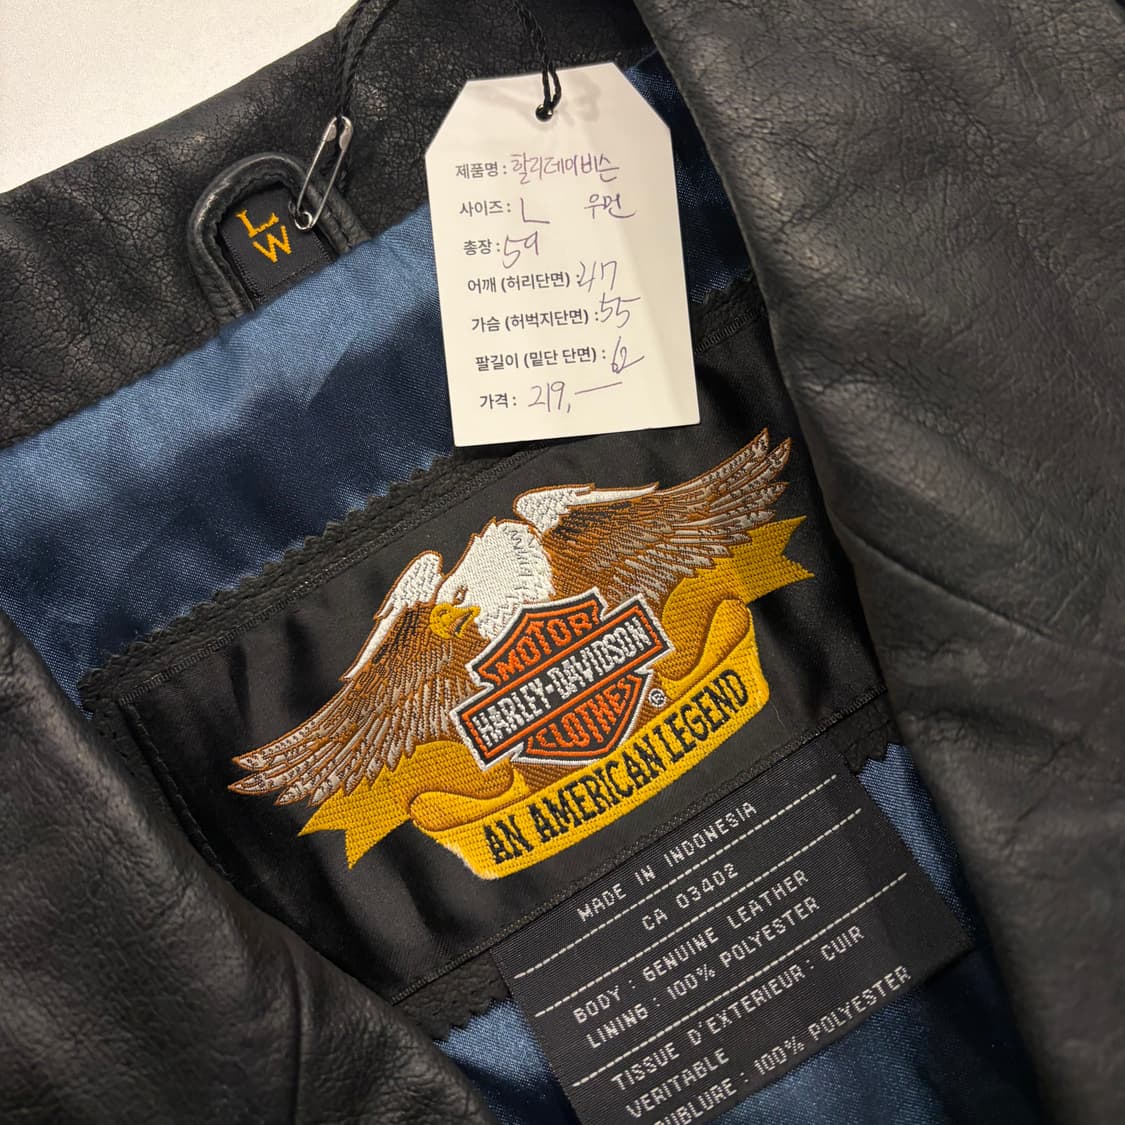 제품명 : 할리데이비슨
사이즈 : L 우먼
총장 : 59
어깨 (허리단면) : 47
가슴 (허벅지단면) : 55
팔길이 (밑단 단면) : 62
가격 : 219,—
L
W
MOTOR
HARLEY-DAVIDSON
CLOTHES
®
AN AMERICAN LEGEND
MADE IN INDONESIA
CA 03402
BODY : GENUINE LEATHER
LINING : 100% POLYESTER
TISSUE D'EXTERIEUR : CUIR
VERITABLE
100% POLYESTER